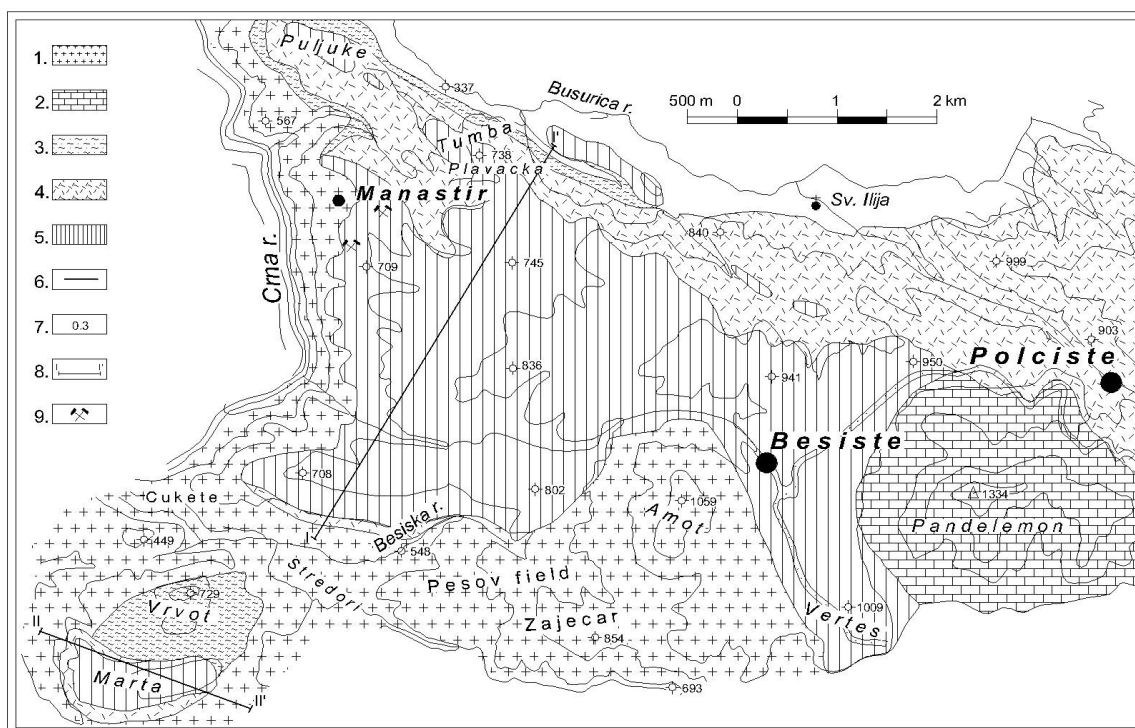 1.
2.
3.
4.
5.
6.
7. 0.3
8. I I'
9.
Puljuke
337
Busurica r.
500 m 0 1 2 km
567
Tumba
I'
738
Plavacka
Manastir
Sv. Ilija
840
999
Crna r.
709
745
903
950
Polciste
836
941
Besiste
708
Cukete
802
1059
Amot
1334
Pandelemon
449
I
Besiska r.
548
Stredori
Pesov field
729
Vrvot
Zajecar
1009
Vertes
II
854
Marta
693
II'